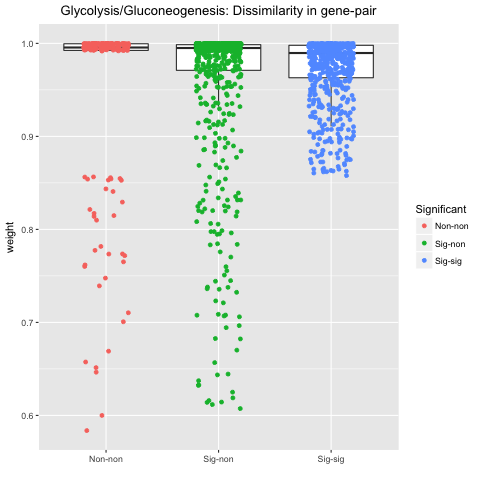 Glycolysis/Gluconeogenesis: Dissimilarity in gene-pair
1.0
0.9
0.8
0.7
0.6
weight
Non-non
Sig-non
Sig-sig
Significant
Non-non
Sig-non
Sig-sig